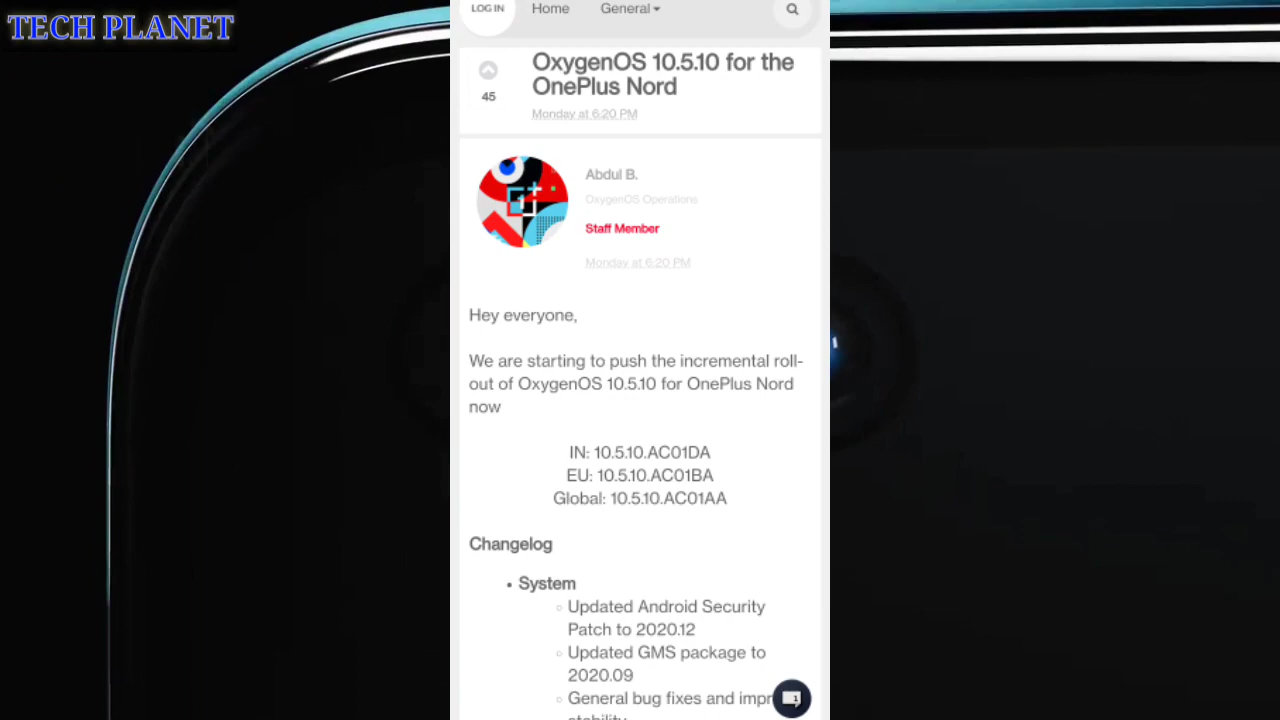 TECH PLANET
LOG IN
Home
General
OxygenOS 10.5.10 for the
OnePlus Nord
45
Monday at 6:20 PM
Abdul B.
OxygenOS Operations
Staff Member
Monday at 6:20 PM
Hey everyone,
We are starting to push the incremental roll-
out of OxygenOS 10.5.10 for OnePlus Nord
now
IN: 10.5.10.AC01DA
EU: 10.5.10.AC01BA
Global: 10.5.10.AC01AA
Changelog
• System
Updated Android Security
Patch to 2020.12
Updated GMS package to
2020.09
General bug fixes and impr
stability
1